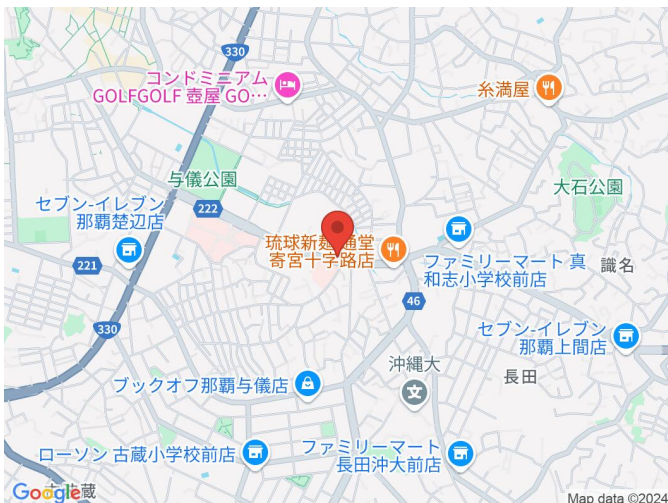 330
コンドミニアム
GOLFGOLF 壺屋 GO…
糸満屋
与儀公園
222
大石公園
セブン-イレブン
那覇楚辺店
221
琉球新麺 通堂
寄宮十字路店
ファミリーマート 真
和志小学校前店
識名
46
330
セブン-イレブン
那覇上間店
沖縄大
文
長田
ブックオフ那覇与儀店
ローソン 古蔵小学校前店
ファミリーマート
長田沖大前店
Google
蔵
Map data ©2024